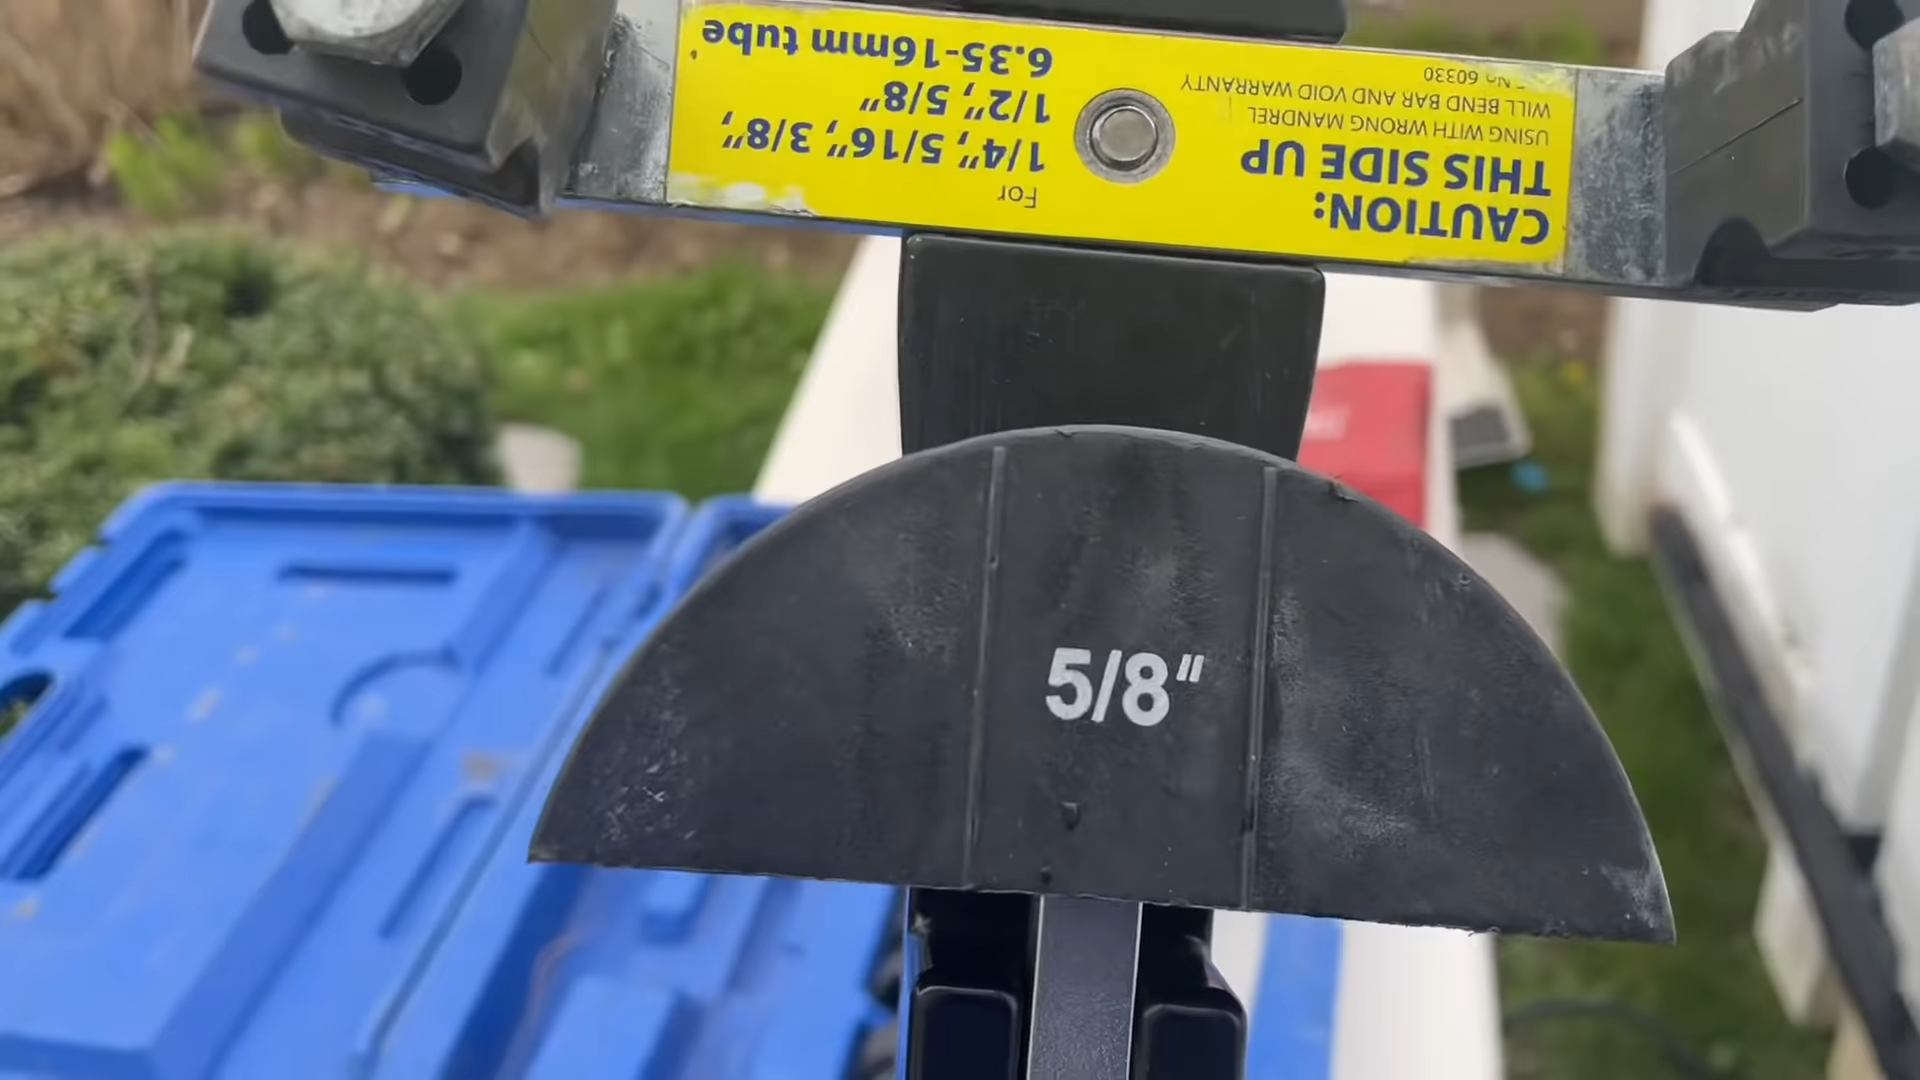 CAUTION:
THIS SIDE UP
USING WITH WRONG MANDREL
WILL BEND BAR AND VOID WARRANTY
No 60330
For
1/4", 5/16", 3/8",
1/2", 5/8"
6.35-16mm tube
5/8"